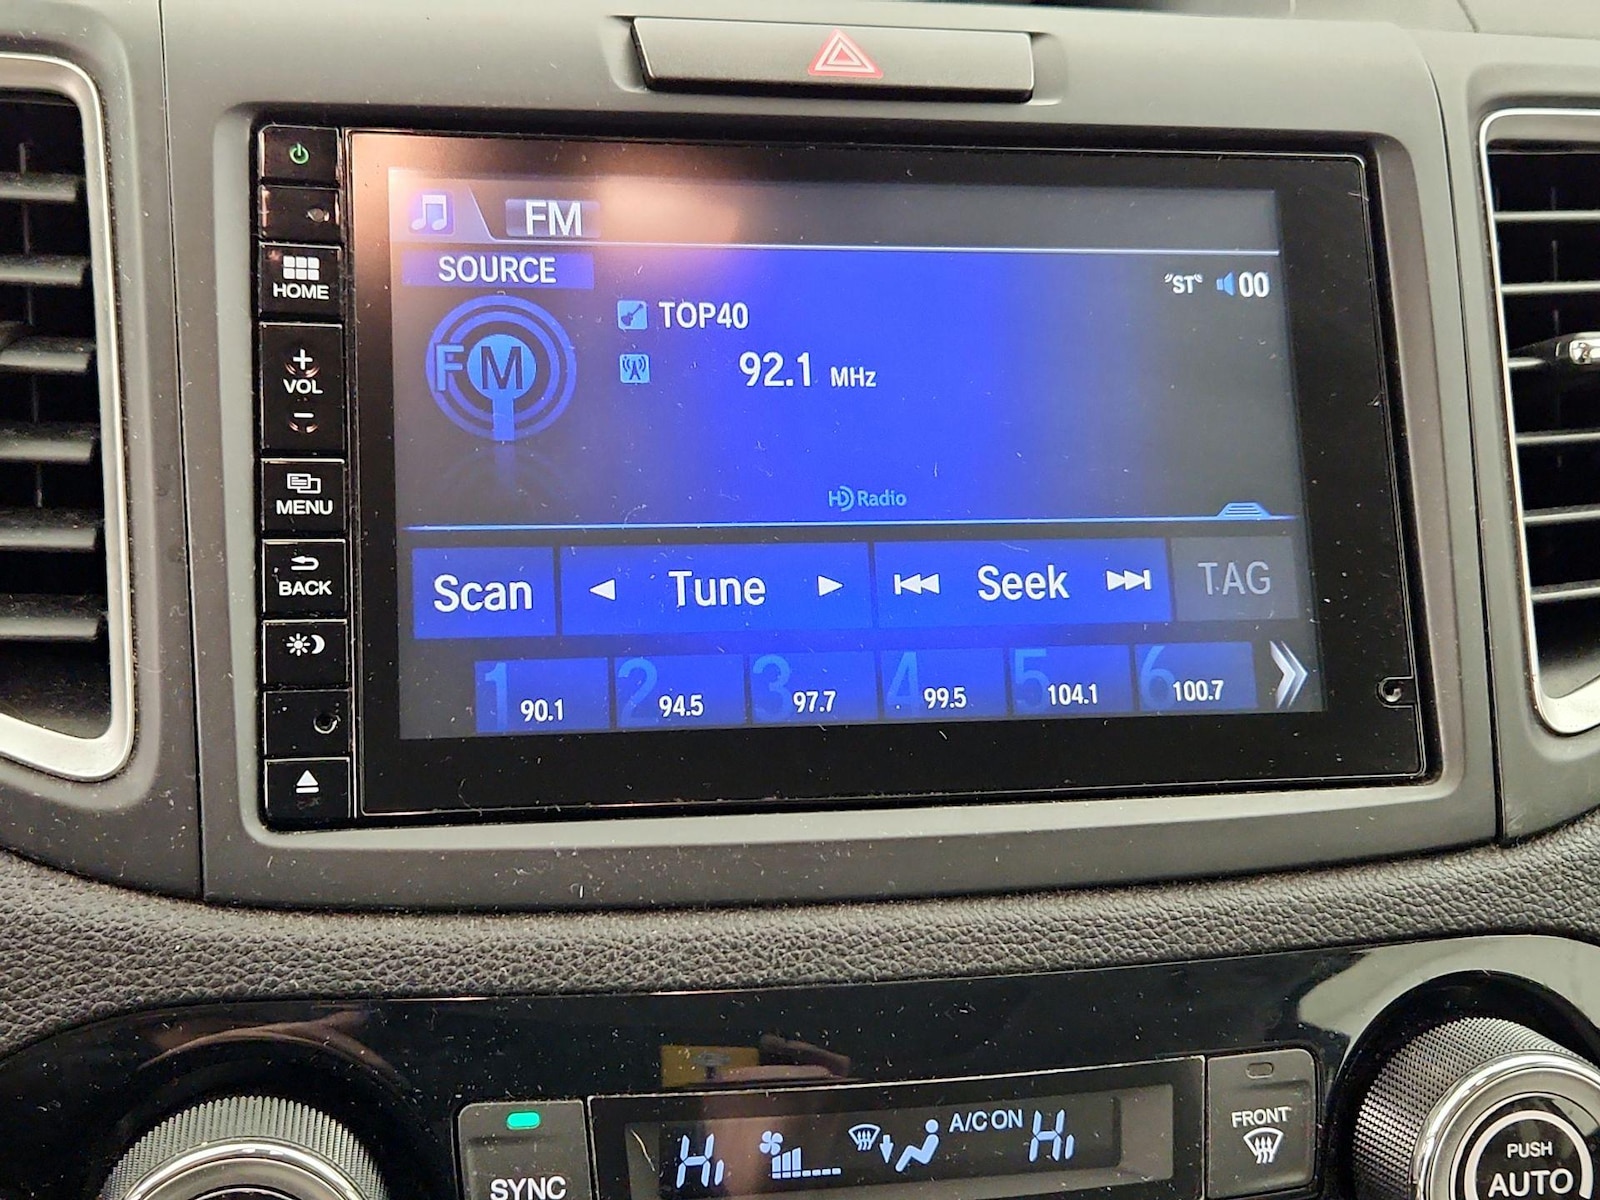 FM
SOURCE
"ST" 00
FM
TOP40
92.1 MHz
HD Radio
Scan Tune Seek TAG
1 90.1 2 94.5 3 97.7 4 99.5 5 104.1 6 100.7
HOME
+
VOL
-
MENU
BACK
SYNC
HI A/C ON HI
FRONT
PUSH
AUTO